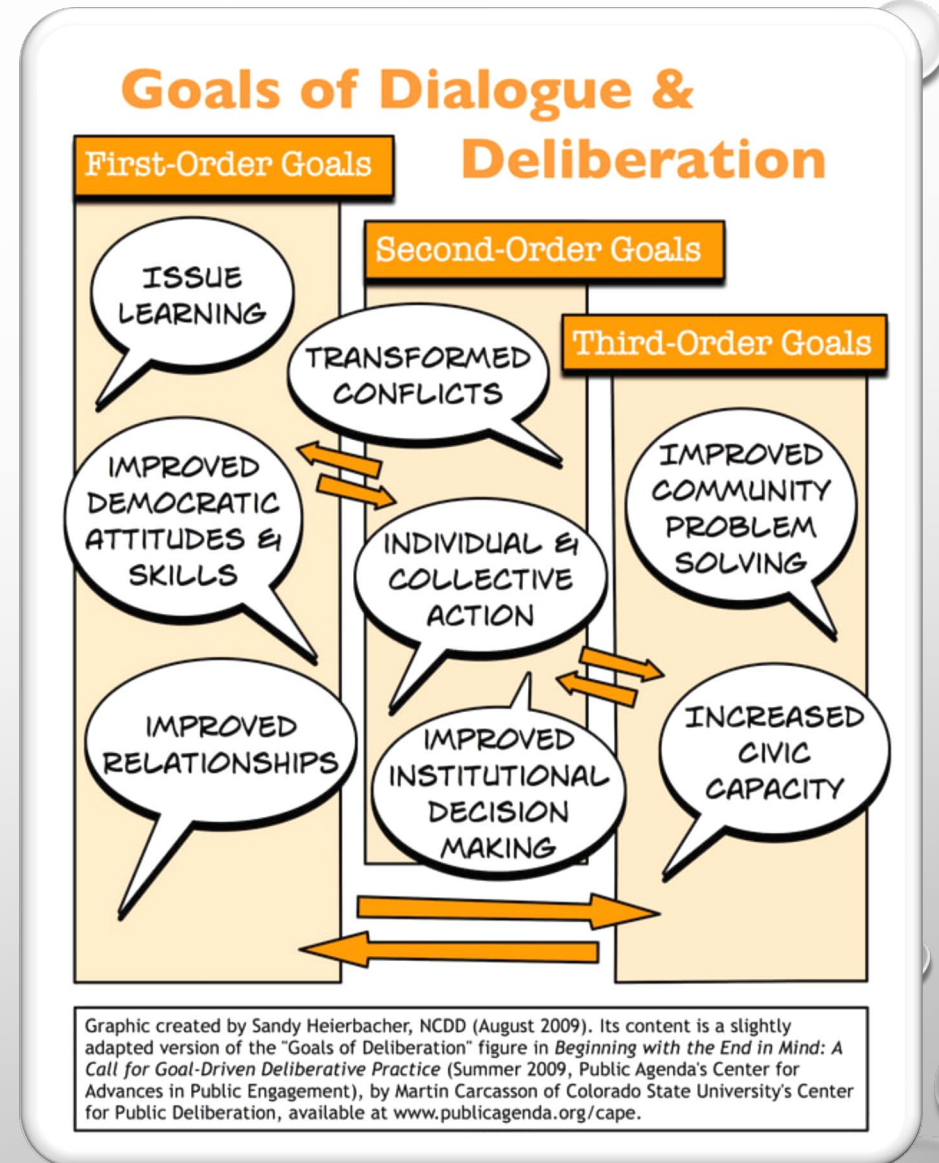 Goals of Dialogue &
Deliberation
First-Order Goals
ISSUE
LEARNING
IMPROVED
DEMOCRATIC
ATTITUDES &
SKILLS
IMPROVED
RELATIONSHIPS
Second-Order Goals
TRANSFORMED
CONFLICTS
INDIVIDUAL &
COLLECTIVE
ACTION
IMPROVED
INSTITUTIONAL
DECISION
MAKING
Third-Order Goals
IMPROVED
COMMUNITY
PROBLEM
SOLVING
INCREASED
CIVIC
CAPACITY
Graphic created by Sandy Heierbacher, NCDD (August 2009). Its content is a slightly
adapted version of the "Goals of Deliberation" figure in Beginning with the End in Mind: A
Call for Goal-Driven Deliberative Practice (Summer 2009, Public Agenda's Center for
Advances in Public Engagement), by Martin Carcasson of Colorado State University's Center
for Public Deliberation, available at www.publicagenda.org/cape.